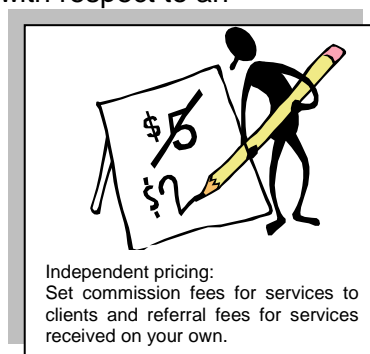 with respect to an
$5
$2
Independent pricing:
Set commission fees for services to
clients and referral fees for services
received on your own.